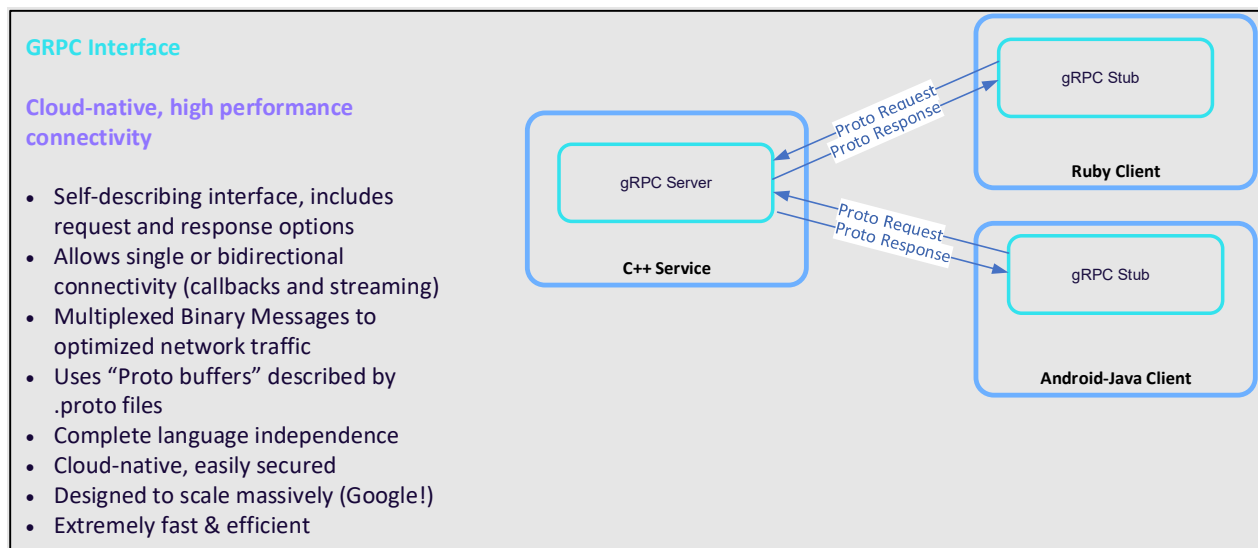 GRPC Interface
Cloud-native, high performance
connectivity
• Self-describing interface, includes
request and response options
• Allows single or bidirectional
connectivity (callbacks and streaming)
• Multiplexed Binary Messages to
optimized network traffic
• Uses “Proto buffers” described by
.proto files
• Complete language independence
• Cloud-native, easily secured
• Designed to scale massively (Google!)
• Extremely fast & efficient
gRPC Server
C++ Service
Proto Request
Proto Response
gRPC Stub
Ruby Client
Proto Request
Proto Response
gRPC Stub
Android-Java Client